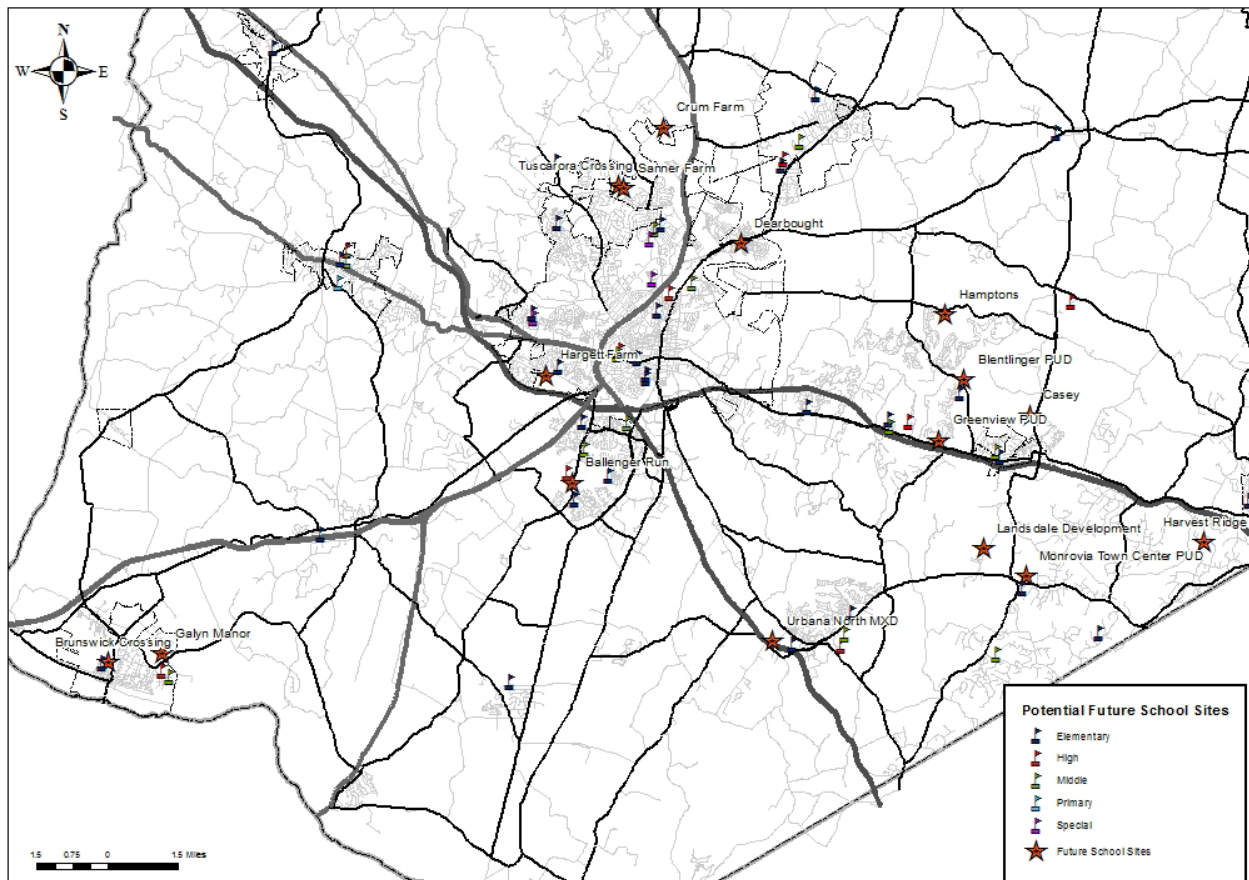 N
W E
S
Crum Farm
Tuscarora Crossing
Sanner Farm
Dearbought
Hamptons
Hargett Farm
Blentlinger PUD
Casey
Greenview PUD
Ballenger Run
Landsdale Development
Harvest Ridge
Monrovia Town Center PUD
Urbana North MXD
Brunswick Crossing
Galyn Manor
Potential Future School Sites
Elementary
High
Middle
Primary
Special
Future School Sites
1.5 0.75 0 1.5 Miles